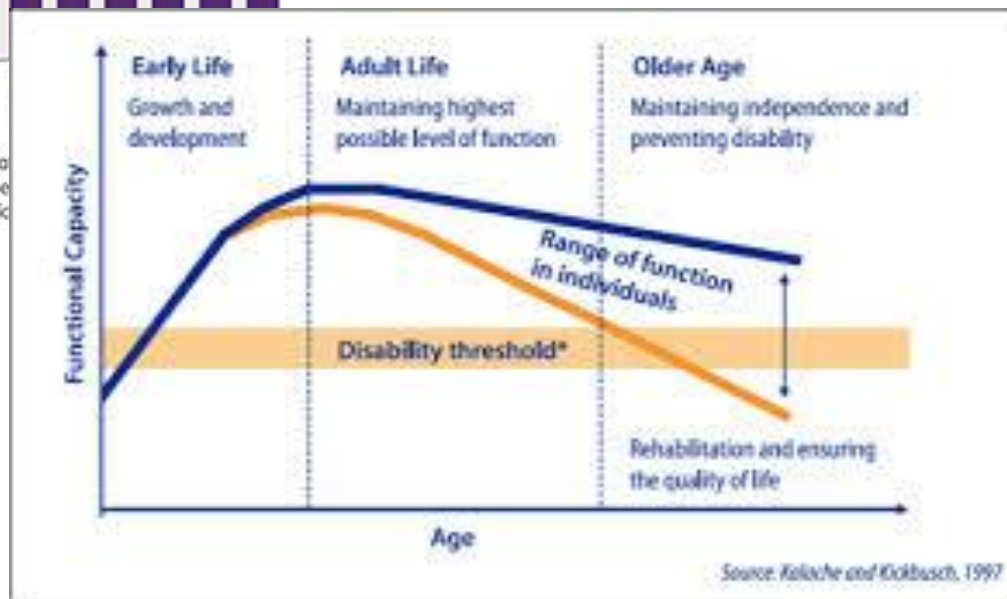 Early Life
Growth and
development
Adult Life
Maintaining highest
possible level of function
Older Age
Maintaining independence and
preventing disability
Functional Capacity
Range of function
in individuals
Disability threshold*
Rehabilitation and ensuring
the quality of life
Age
Source: Kalache and Kickbusch, 1997